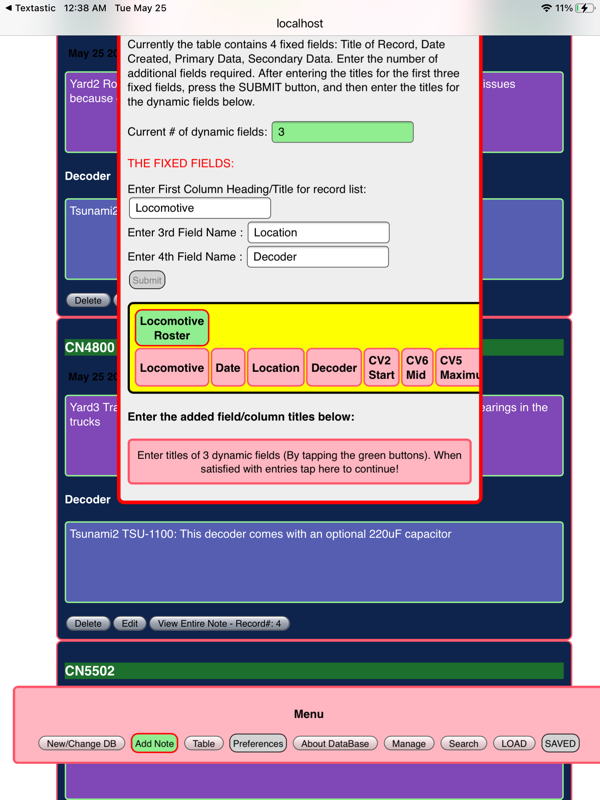 Textastic 12:38 AM Tue May 25
11%
localhost
Currently the table contains 4 fixed fields: Title of Record, Date
Created, Primary Data, Secondary Data. Enter the number of
additional fields required. After entering the titles for the first three
fixed fields, press the SUBMIT button, and then enter the titles for
the dynamic fields below.
Current # of dynamic fields: 3
THE FIXED FIELDS:
Enter First Column Heading/Title for record list:
Locomotive
Enter 3rd Field Name : Location
Enter 4th Field Name : Decoder
Submit
Locomotive
Roster
Locomotive Date Location Decoder CV2 Start CV6 Mid CV5 Maximu
Enter the added field/column titles below:
Enter titles of 3 dynamic fields (By tapping the green buttons). When
satisfied with entries tap here to continue!
May 25 20
Yard2 Ro issues
because
Decoder
Tsunami2
Delete
CN4800
May 25 20
Yard3 Tra earings in the
trucks
Decoder
Tsunami2 TSU-1100: This decoder comes with an optional 220uF capacitor
Delete Edit View Entire Note - Record#: 4
CN5502
Menu
New/Change DB Add Note Table Preferences About DataBase Manage Search LOAD SAVED